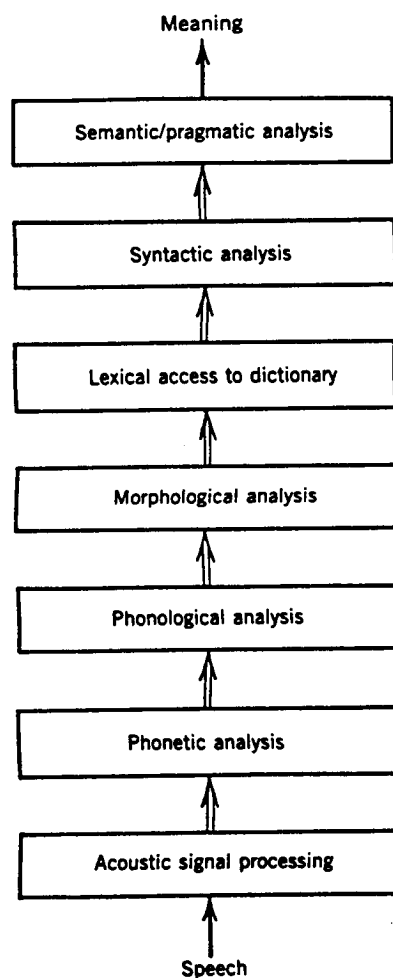 Meaning
Semantic/pragmatic analysis
Syntactic analysis
Lexical access to dictionary
Morphological analysis
Phonological analysis
Phonetic analysis
Acoustic signal processing
Speech